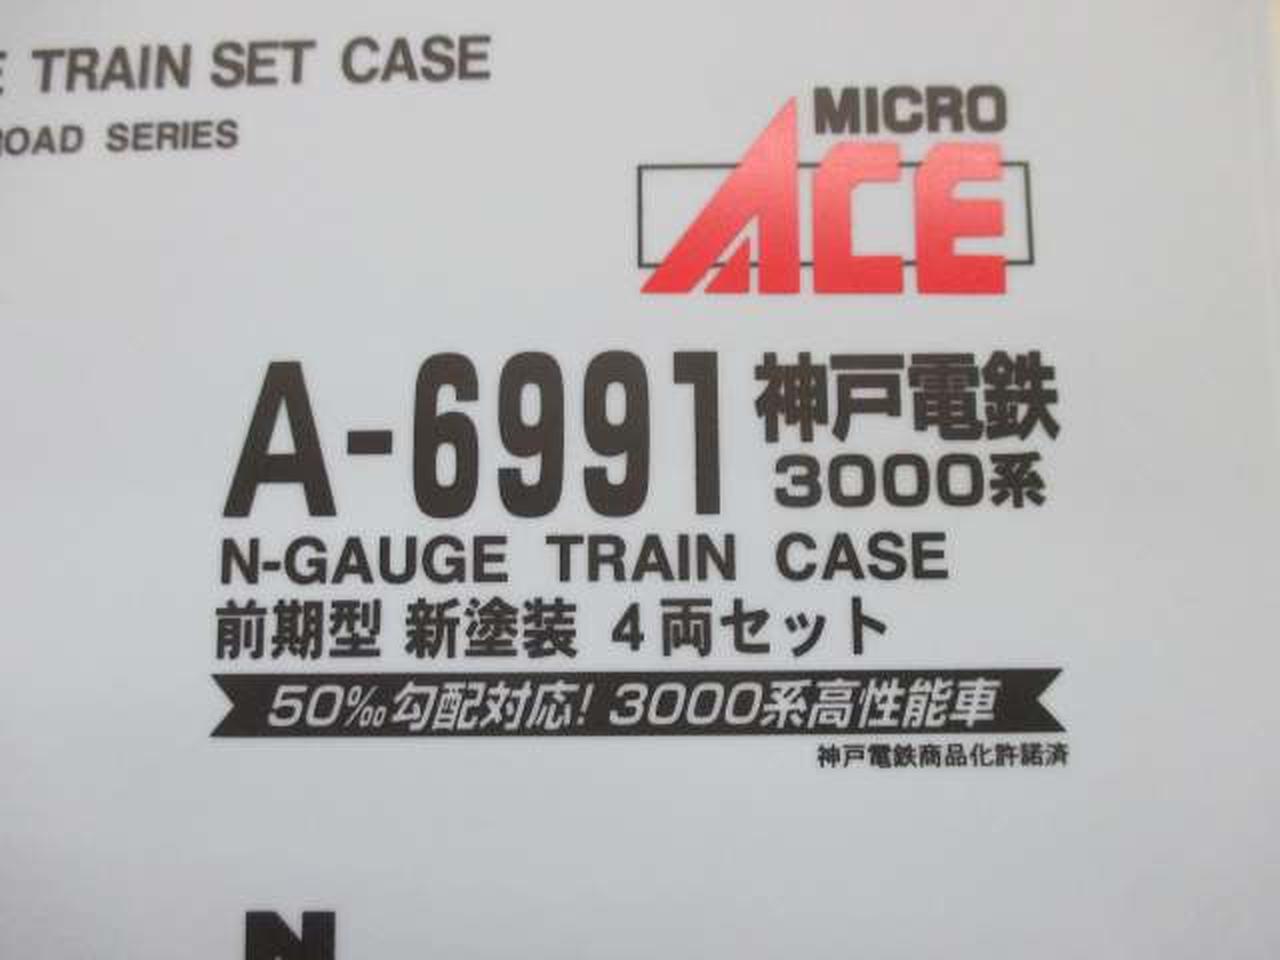 TRAIN SET CASE
SERIES
MICRO
ACE
A-6991 神戸電鉄
3000系
N-GAUGE TRAIN CASE
前期型 新塗装 4両セット
50‰勾配対応! 3000系高性能車
神戸電鉄商品化許諾済
N